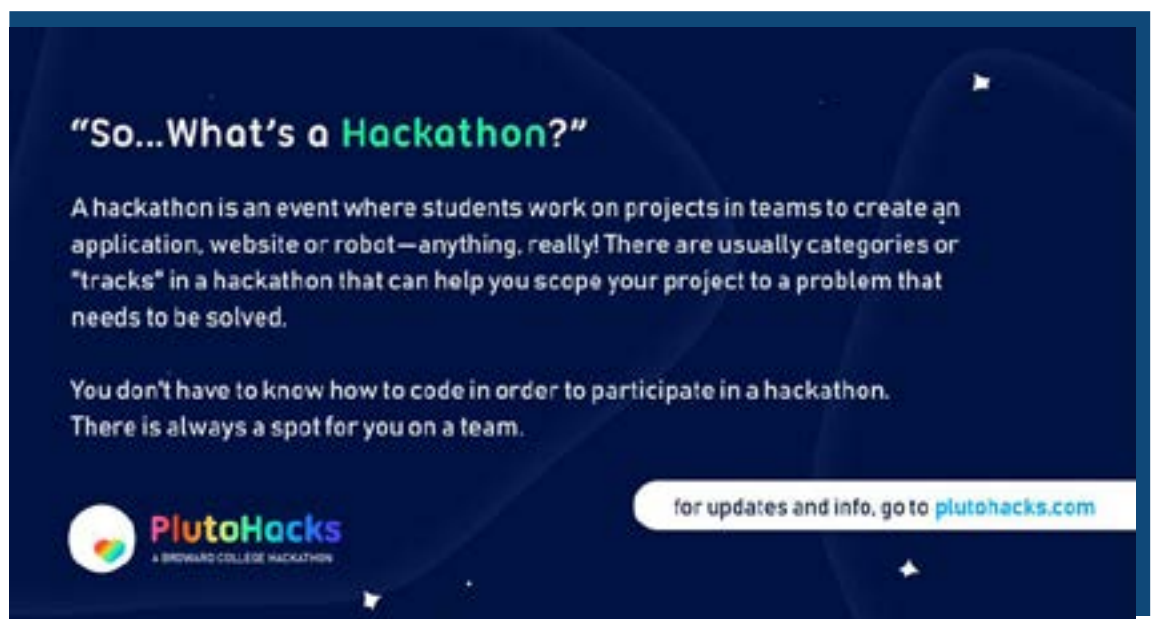 “So...What’s a Hackathon?”
A hackathon is an event where students work on projects in teams to create an
application, website or robot—anything, really! There are usually categories or
"tracks" in a hackathon that can help you scope your project to a problem that
needs to be solved.
You don't have to know how to code in order to participate in a hackathon.
There is always a spot for you on a team.
for updates and info, go to plutohacks.com
PlutoHacks
A BROWARD COLLEGE HACKATHON